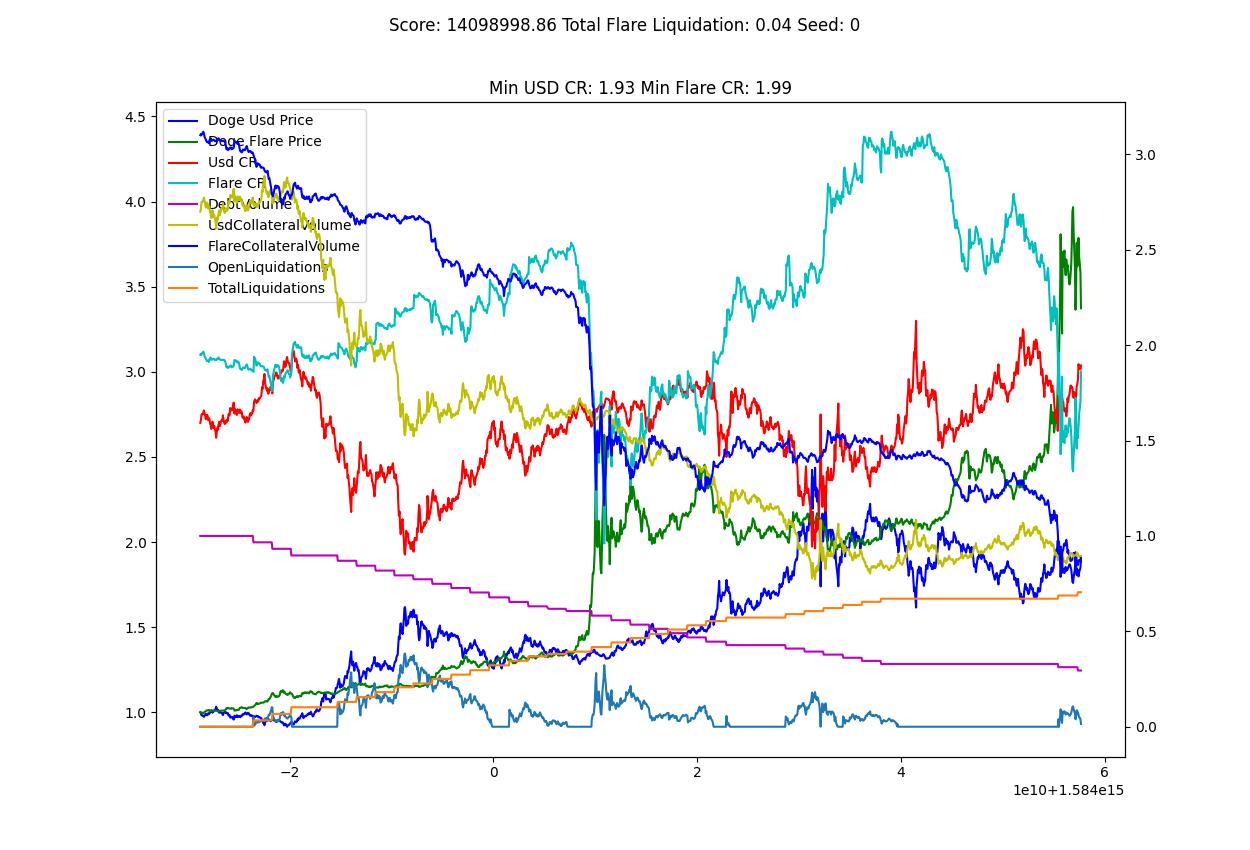 Score: 14098998.86 Total Flare Liquidation: 0.04 Seed: 0
Min USD CR: 1.93 Min Flare CR: 1.99
Doge Usd Price
Doge Flare Price
Usd CR
Flare CR
DebtVolume
UsdCollateralVolume
FlareCollateralVolume
OpenLiquidations
TotalLiquidations
4.5
4.0
3.5
3.0
2.5
2.0
1.5
1.0
3.0
2.5
2.0
1.5
1.0
0.5
0.0
−2 0 2 4 6
1e10+1.584e15